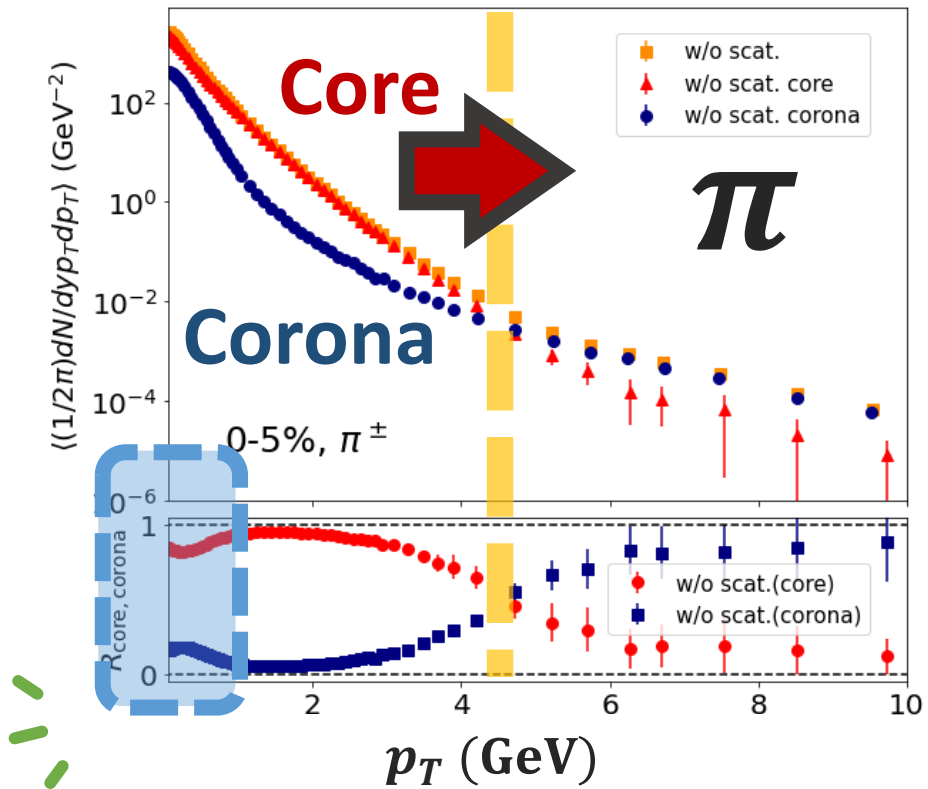 w/o scat.
w/o scat. core
w/o scat. corona
Core
π
Corona
0-5%, π±
⟨(1/2π)dN/dyp_T dp_T⟩ (GeV⁻²)
10²
10⁰
10⁻²
10⁻⁴
10⁻⁶
R_core, corona
1
0
w/o scat.(core)
w/o scat.(corona)
2 4 6 8 10
p_T (GeV)